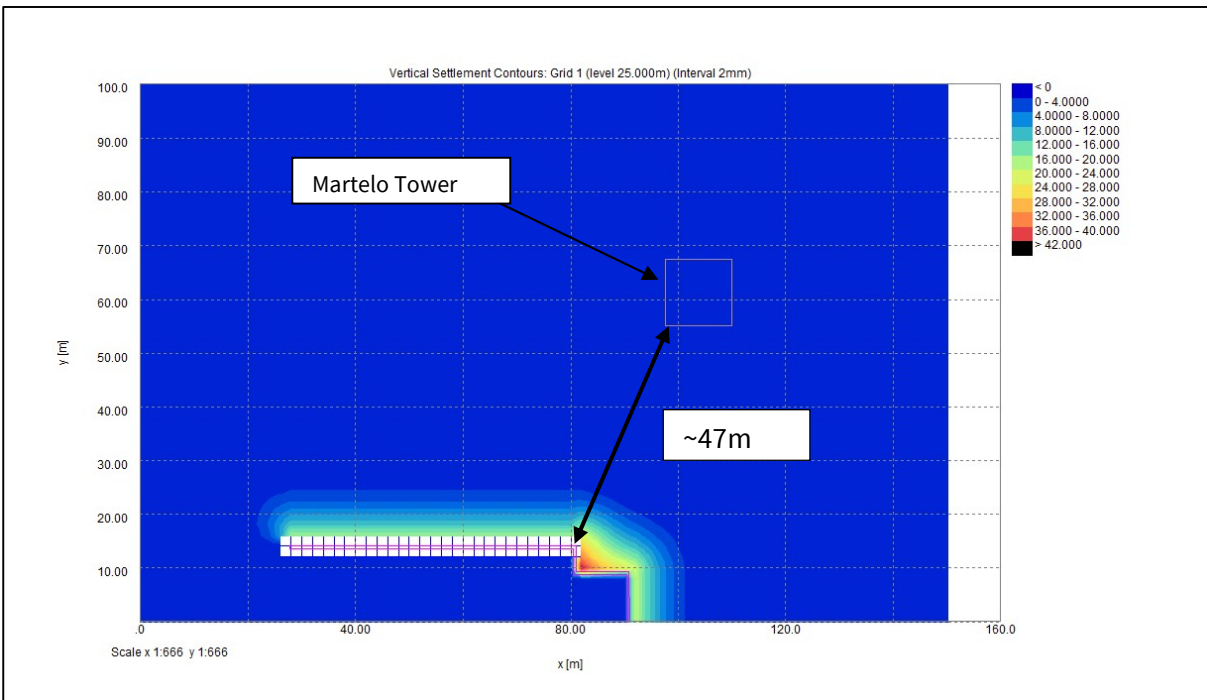 Vertical Settlement Contours: Grid 1 (level 25.000m) (Interval 2mm)
100.0
90.00
80.00
70.00
60.00
50.00
40.00
30.00
20.00
10.00
y [m]
.0
40.00
80.00
120.0
160.0
x [m]
Scale x 1:666 y 1:666
Martelo Tower
~47m
< 0
0 - 4.0000
4.0000 - 8.0000
8.0000 - 12.000
12.000 - 16.000
16.000 - 20.000
20.000 - 24.000
24.000 - 28.000
28.000 - 32.000
32.000 - 36.000
36.000 - 40.000
> 42.000